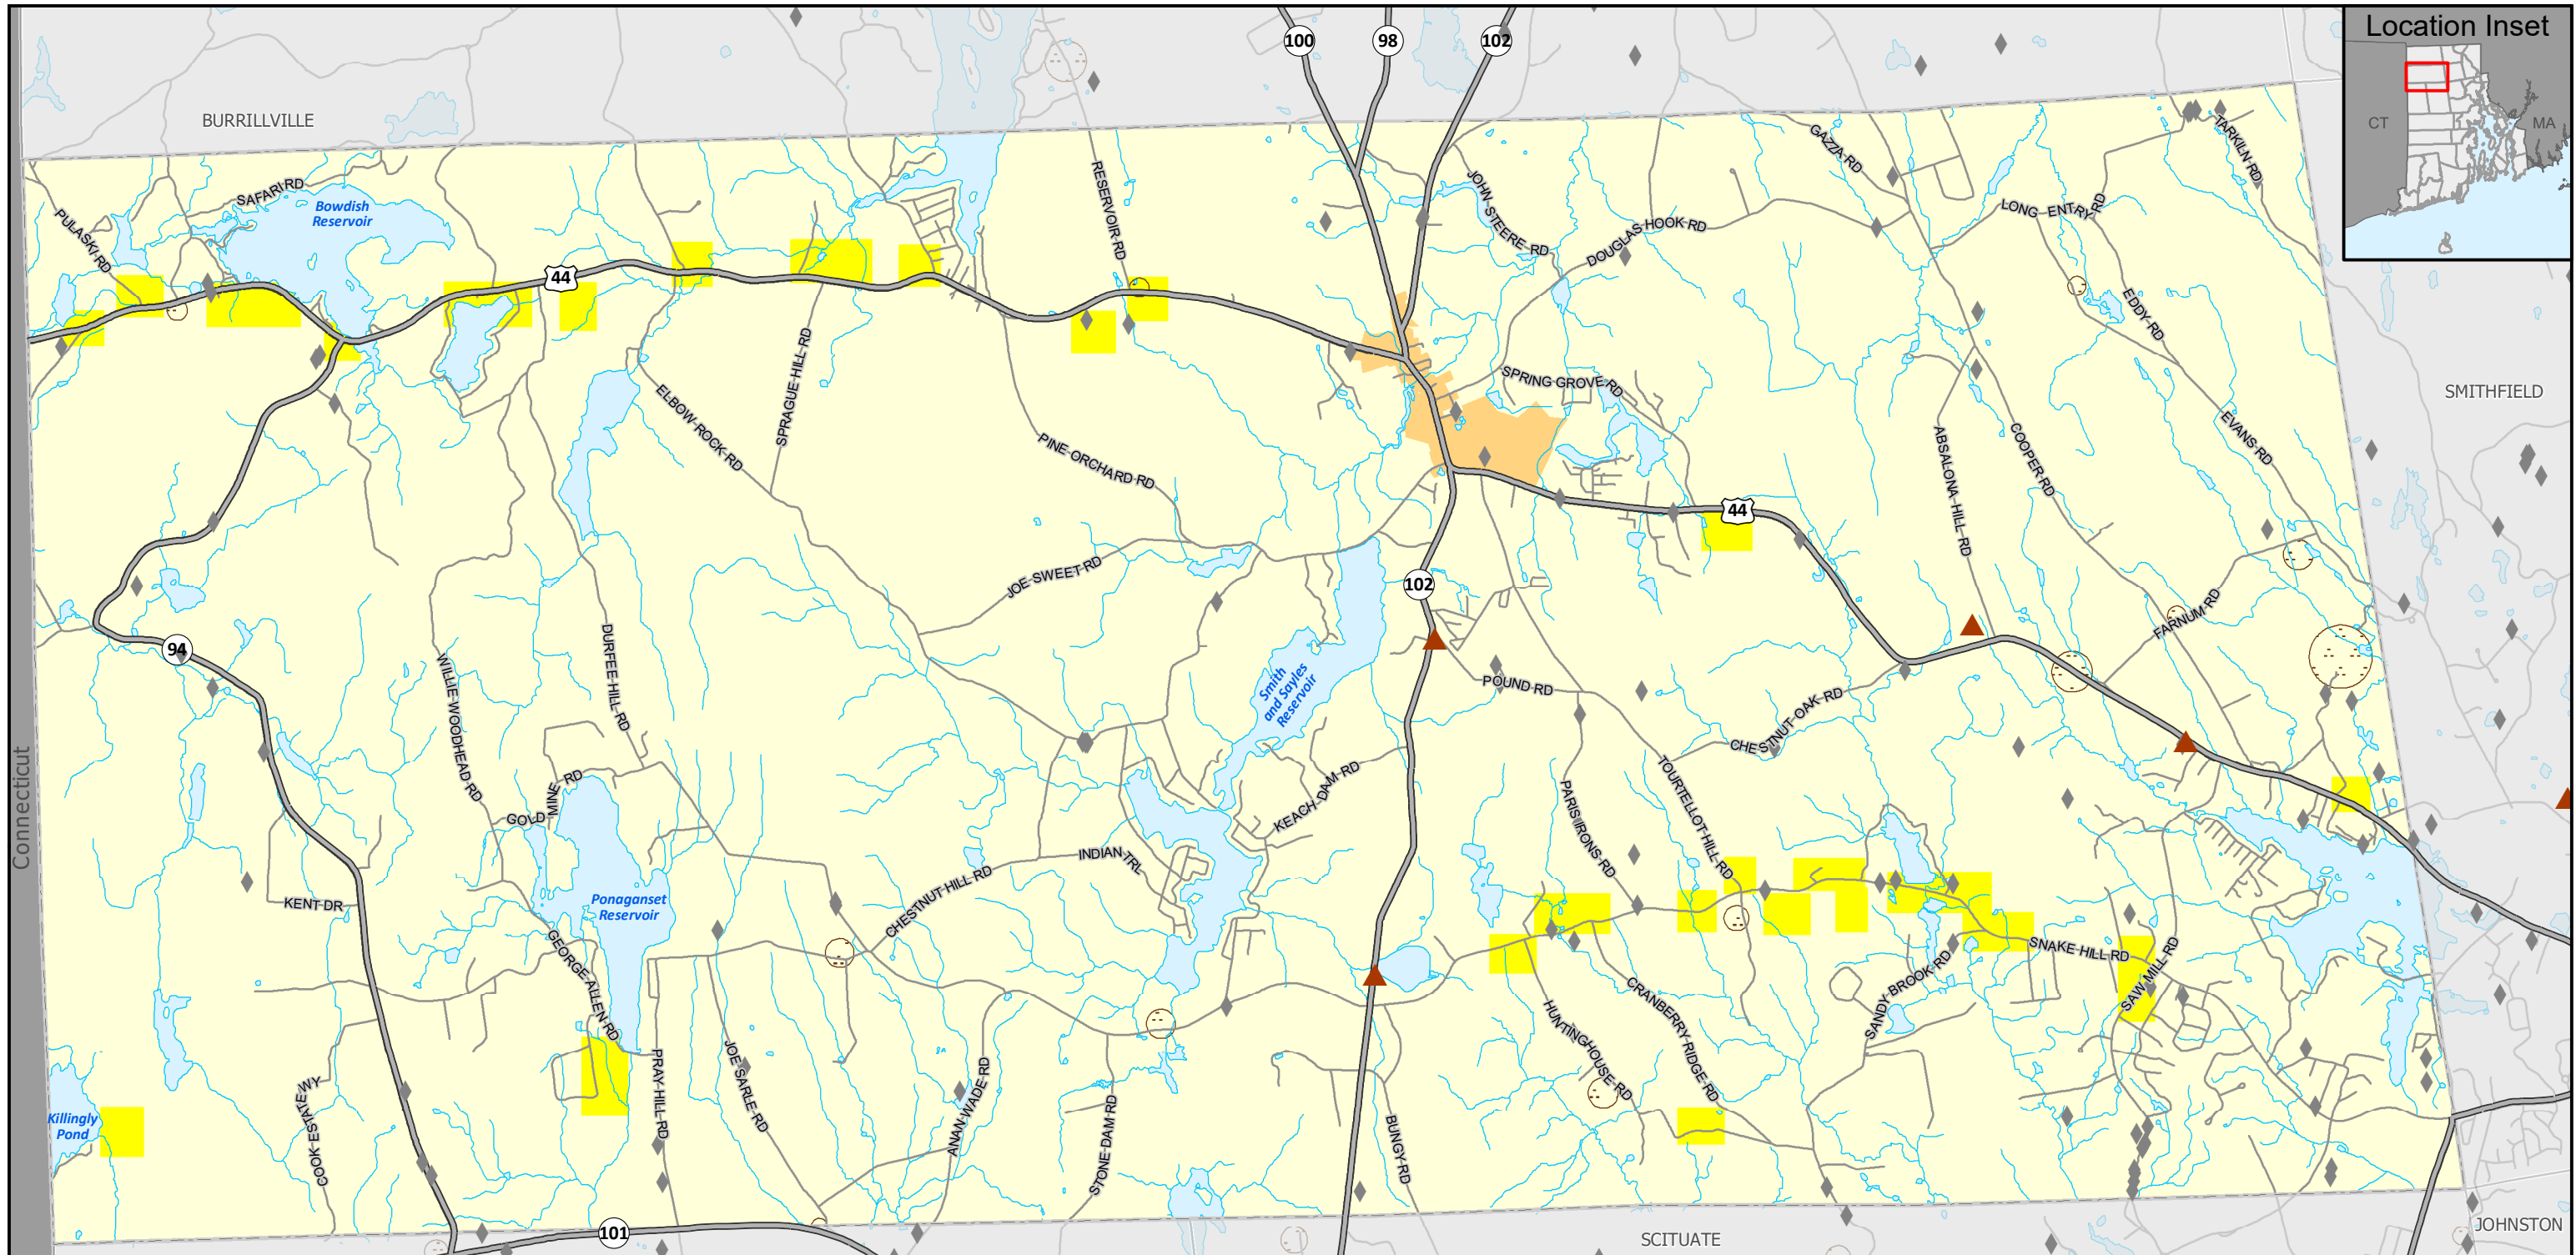 100
98
102
Location Inset
CT
MA
BURRILLVILLE
SMITHFIELD
Connecticut
SCITUATE
JOHNSTON
SAFARI RD
Bowdish
Reservoir
PULASKI RD
44
RESERVOIR RD
JOHN STEERE RD
DOUGLAS HOOK RD
GAZZA RD
TARKILN RD
LONG ENTRY RD
EDDY RD
EVANS RD
SPRAGUE HILL RD
ELBOW ROCK RD
PINE ORCHARD RD
SPRING GROVE RD
ABSALONA HILL RD
COOPER RD
44
JOE SWEET RD
102
FARNUM RD
94
WILLIE WOODHEAD RD
DURFEE HILL RD
Smith
and Sayles
Reservoir
POUND RD
CHESTNUT OAK RD
TOURTELLOT HILL RD
PARIS IRONS RD
KEACH DAM RD
GOLD MINE RD
INDIAN TRL
CHESTNUT HILL RD
KENT DR
Ponaganset
Reservoir
GEORGE ALLEN RD
SNAKE HILL RD
SAW MILL RD
SANDY BROOK RD
CRANBERRY RIDGE RD
HUNTINGHOUSE RD
COOK ESTATE WY
PRAY HILL RD
JOE SARLE RD
ANAN WADE RD
STONE DAM RD
BUNGY RD
Killingly
Pond
101